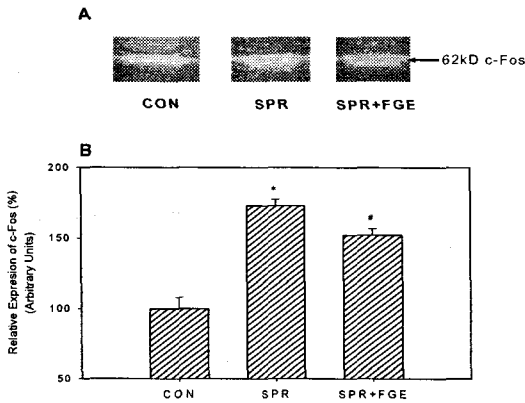 A
62kD c-Fos
CON SPR SPR+FGE
B
Relative Expresion of c-Fos (%)
(Arbitrary Units)
200
*
#
150
100
50
CON SPR SPR+FGE